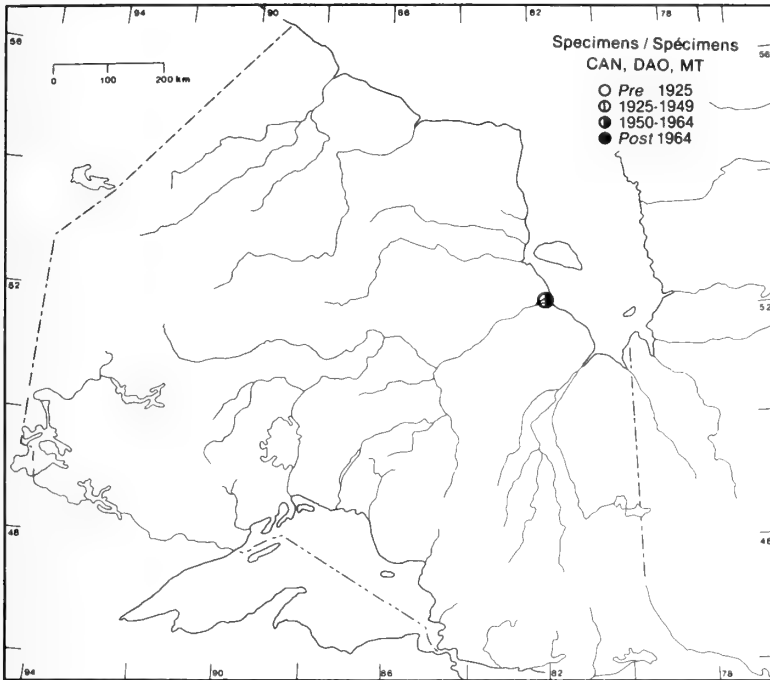 94 90 86 82 78
56 56
Specimens / Spécimens
CAN, DAO, MT
Pre 1925
1925-1949
1950-1964
Post 1964
0 100 200 km
52 52
48 48
94 90 86 82 78